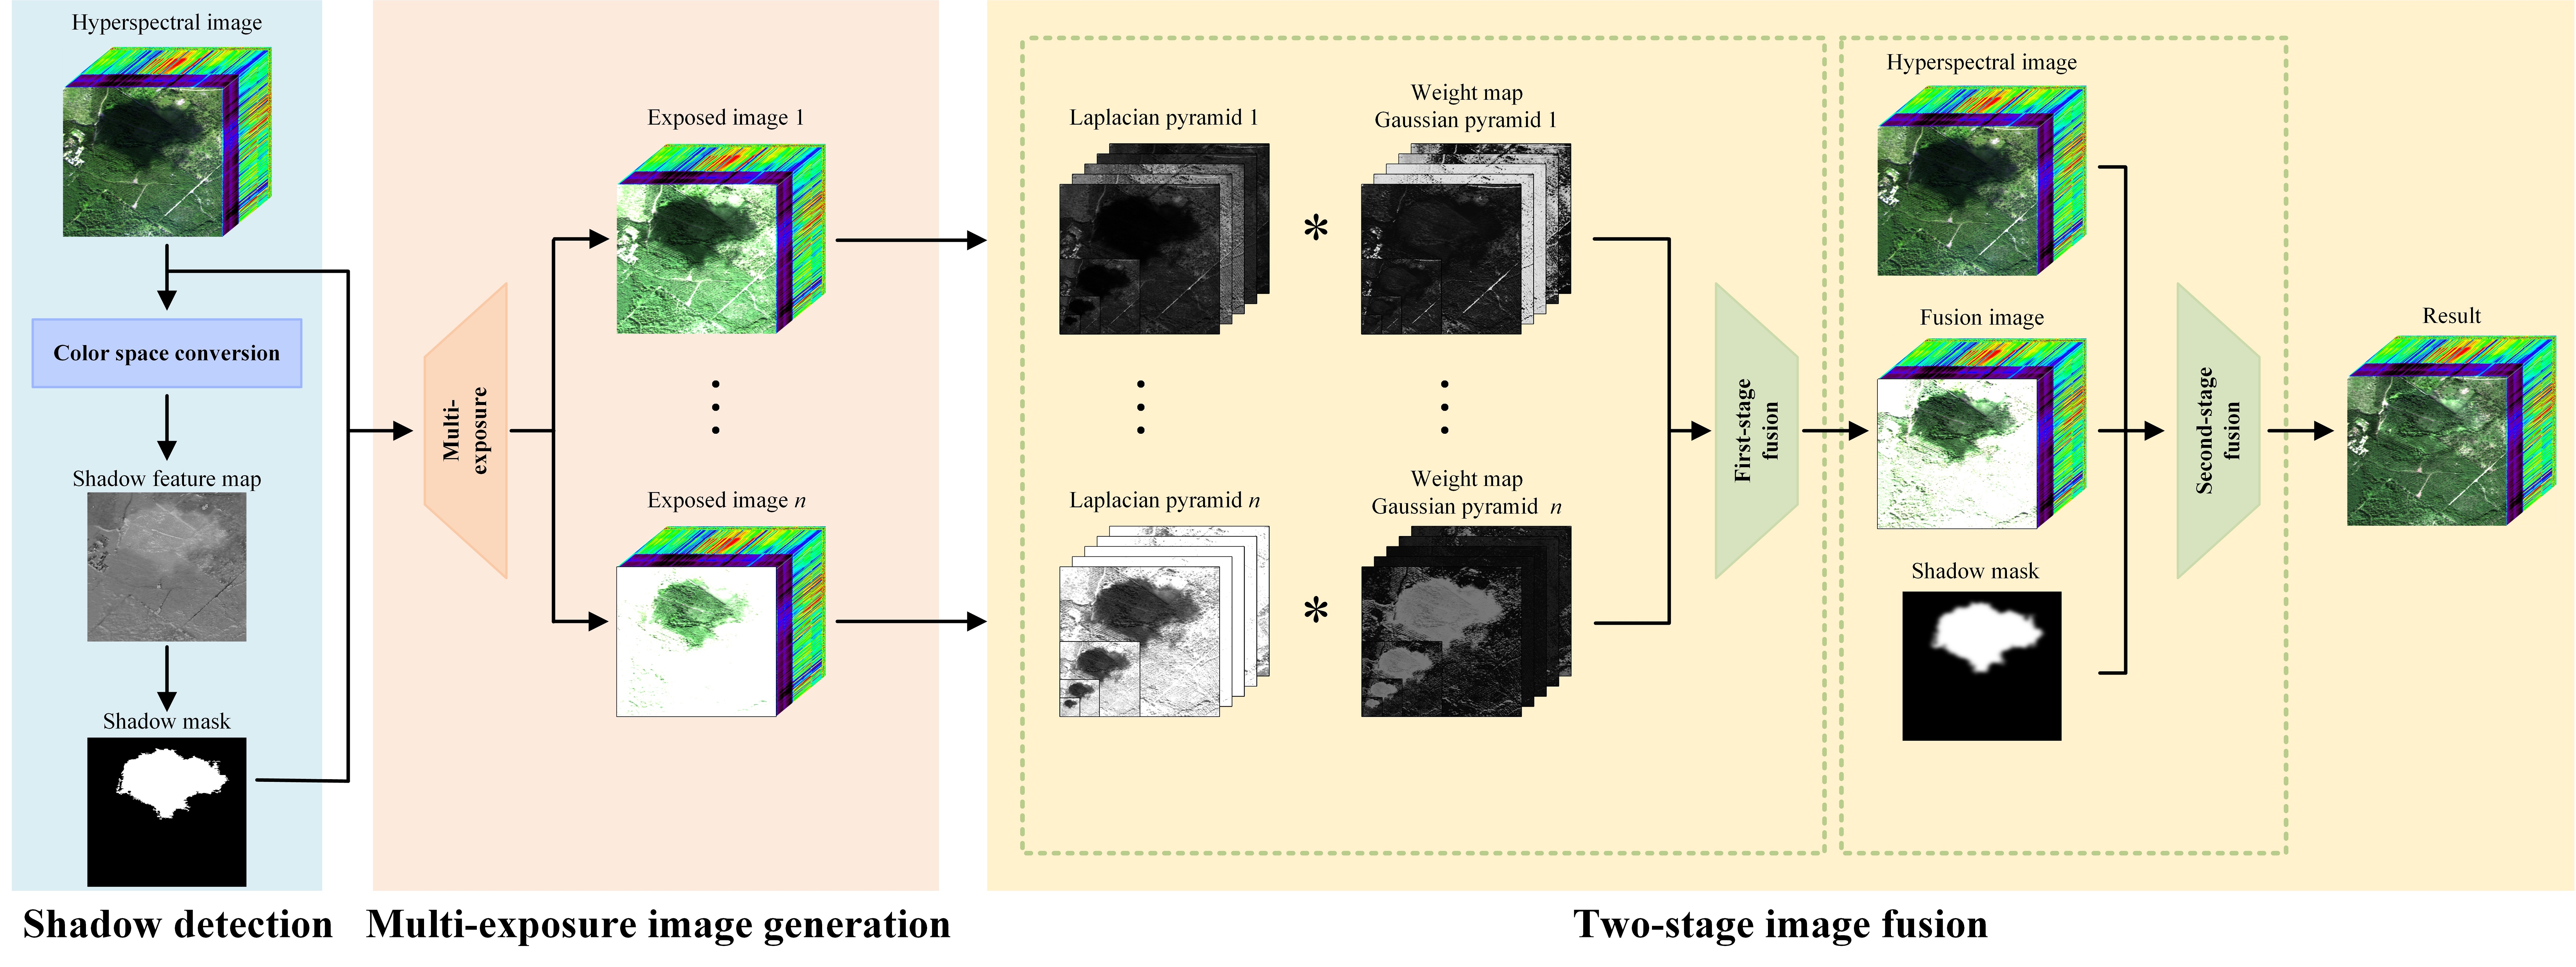 Hyperspectral image
Color space conversion
Shadow feature map
Shadow mask
Shadow detection
Multi-
exposure
Exposed image 1
Exposed image n
Multi-exposure image generation
Laplacian pyramid 1
Weight map
Gaussian pyramid 1
*
Laplacian pyramid n
Weight map
Gaussian pyramid n
*
First-stage
fusion
Hyperspectral image
Fusion image
Shadow mask
Second-stage
fusion
Result
Two-stage image fusion